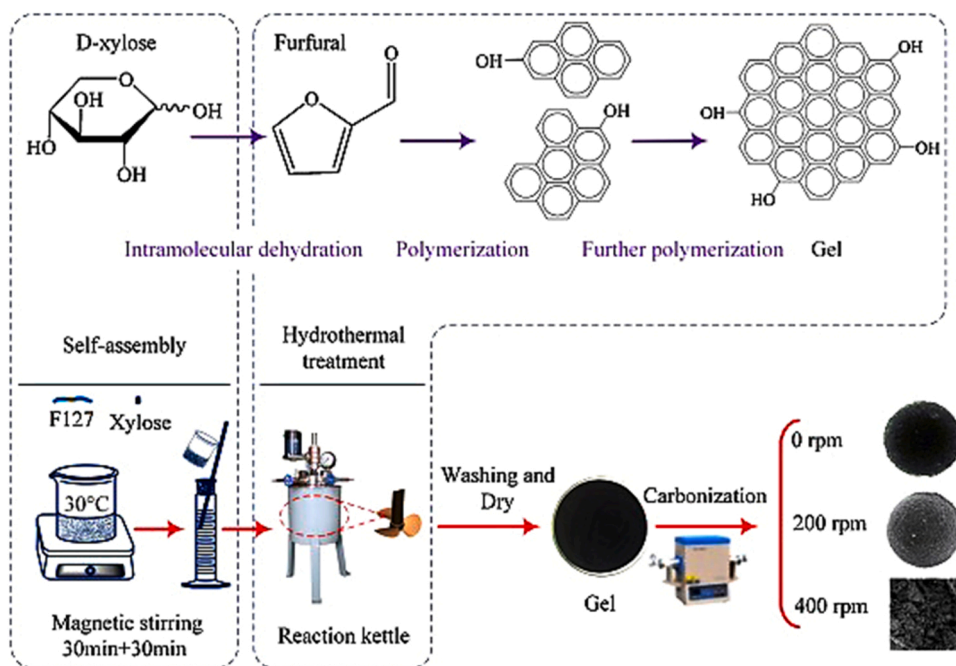 D-xylose
Furfural
O
OH
OH
OH
HO
OH
O
O
OH
OH
OH
OH
OH
HO
Intramolecular dehydration
Polymerization
Further polymerization
Gel
Self-assembly
F127
Xylose
30°C
Magnetic stirring
30min+30min
Hydrothermal
treatment
Reaction kettle
Washing and
Dry
Gel
Carbonization
0 rpm
200 rpm
400 rpm